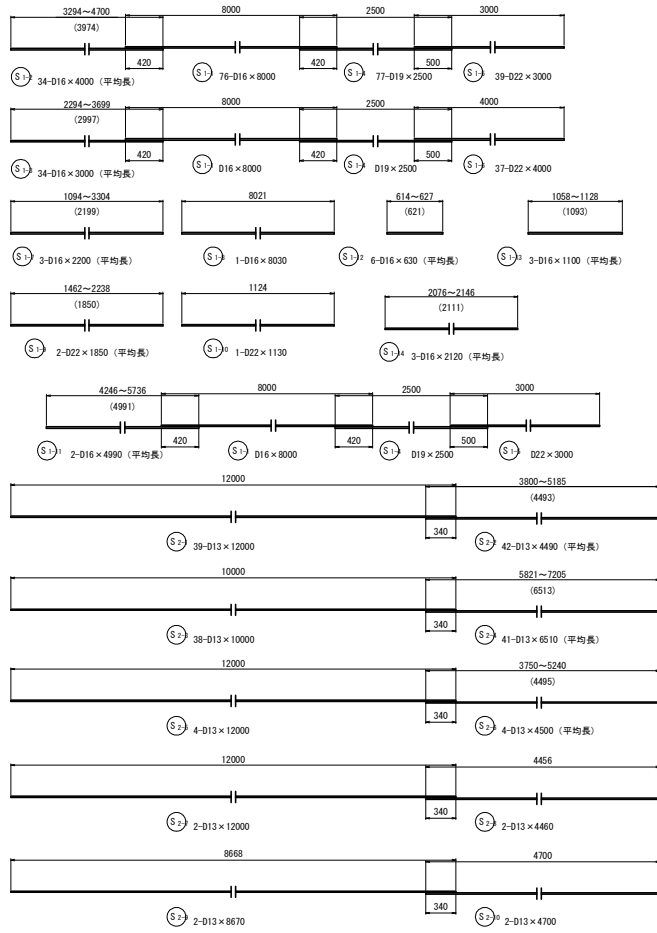 3294～4700 8000 2500 3000
(3974)
420 420 500
S1-2 34-D16×4000 (平均長) S1-1 76-D16×8000 S1-4 77-D19×2500 S1-5 39-D22×3000
2294～3699 8000 2500 4000
(2997)
420 420 500
S1-3 34-D16×3000 (平均長) S1-1 D16×8000 S1-4 D19×2500 S1-6 37-D22×4000
1094～3304 8021 614～627 1058～1128
(2199) (621) (1093)
S1-7 3-D16×2200 (平均長) S1-8 1-D16×8030 S1-12 6-D16×630 (平均長) S1-13 3-D16×1100 (平均長)
1462～2238 1124 2076～2146
(1850) (2111)
S1-9 2-D22×1850 (平均長) S1-10 1-D22×1130 S1-14 3-D16×2120 (平均長)
4246～5736 8000 2500 3000
(4991)
420 420 500
S1-11 2-D16×4990 (平均長) S1-1 D16×8000 S1-4 D19×2500 S1-5 D22×3000
12000 3800～5185
(4493)
340
S2-1 39-D13×12000 S2-2 42-D13×4490 (平均長)
10000 5821～7205
(6513)
340
S2-3 38-D13×10000 S2-4 41-D13×6510 (平均長)
12000 3750～5240
(4495)
340
S2-5 4-D13×12000 S2-6 4-D13×4500 (平均長)
12000 4456
340
S2-7 2-D13×12000 S2-8 2-D13×4460
8668 4700
340
S2-9 2-D13×8670 S2-10 2-D13×4700